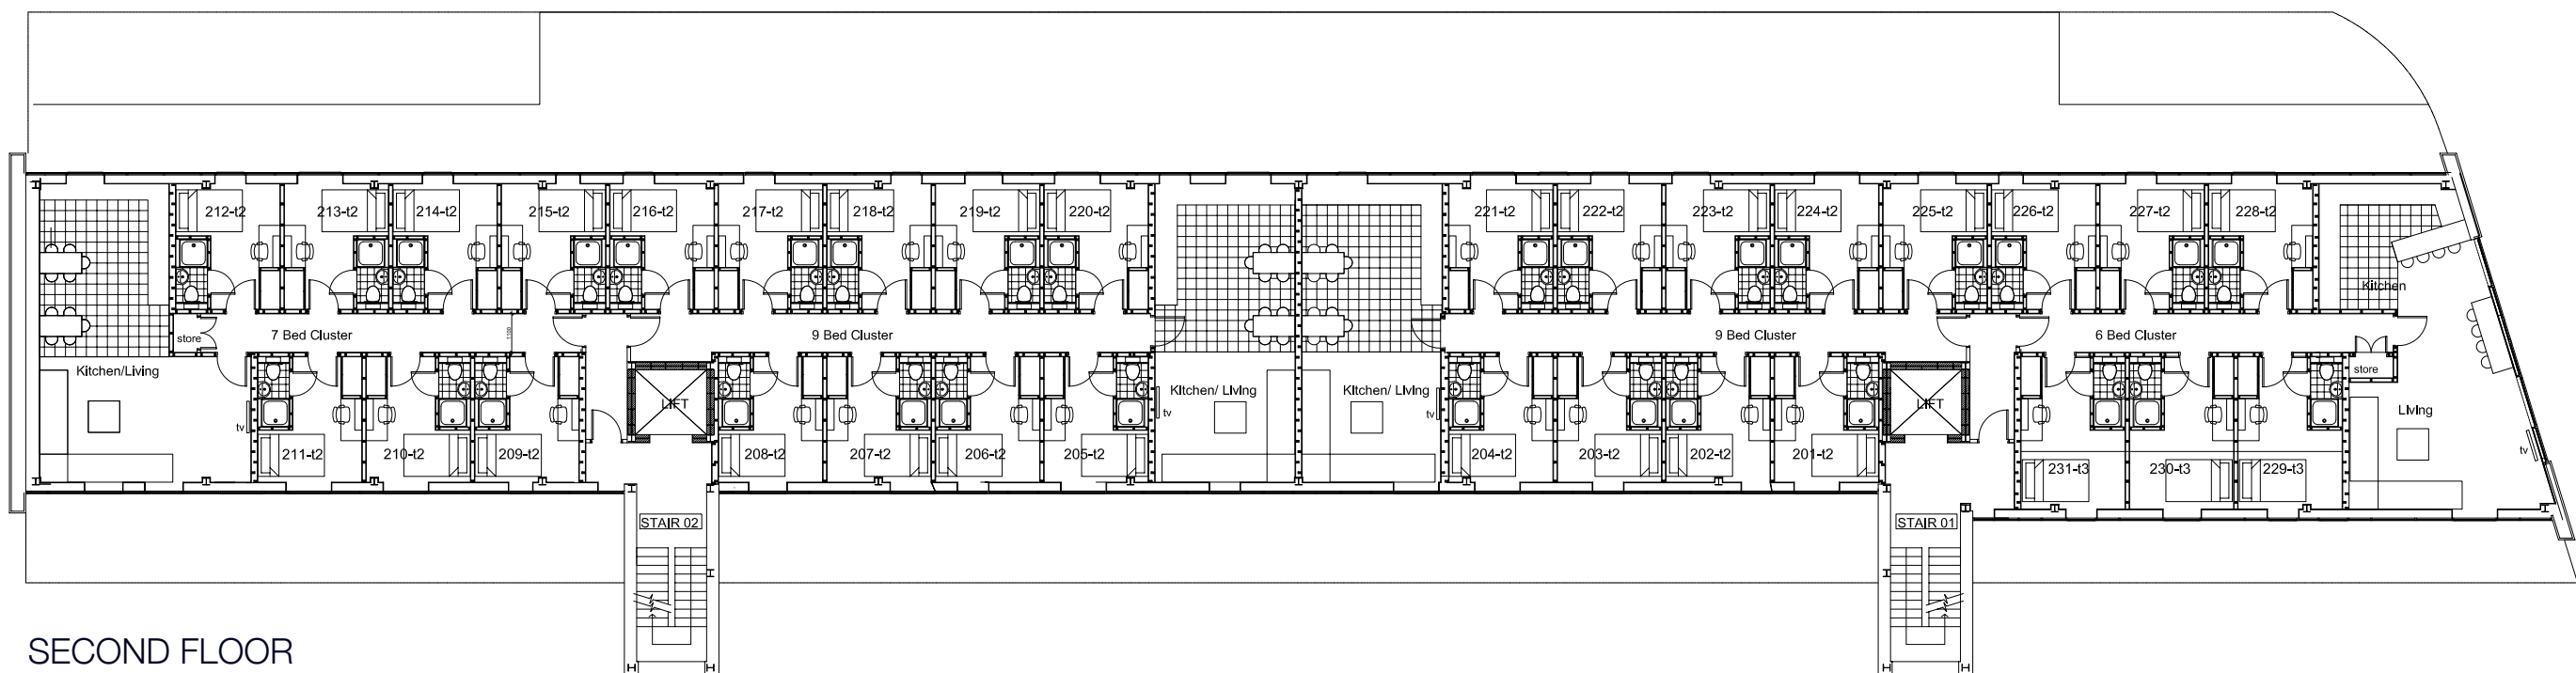 212-t2 213-t2 214-t2 215-t2 216-t2 217-t2 218-t2 219-t2 220-t2 221-t2 222-t2 223-t2 224-t2 225-t2 226-t2 227-t2 228-t2
Kitchen
store 7 Bed Cluster 1100 9 Bed Cluster 9 Bed Cluster 6 Bed Cluster
Kitchen/Living store
Kitchen/ Living Kitchen/ Living
LIFT LIFT
tv tv tv Living
211-t2 210-t2 209-t2 208-t2 207-t2 206-t2 205-t2 204-t2 203-t2 202-t2 201-t2 tv
231-t3 230-t3 229-t3
STAIR 02 STAIR 01
SECOND FLOOR